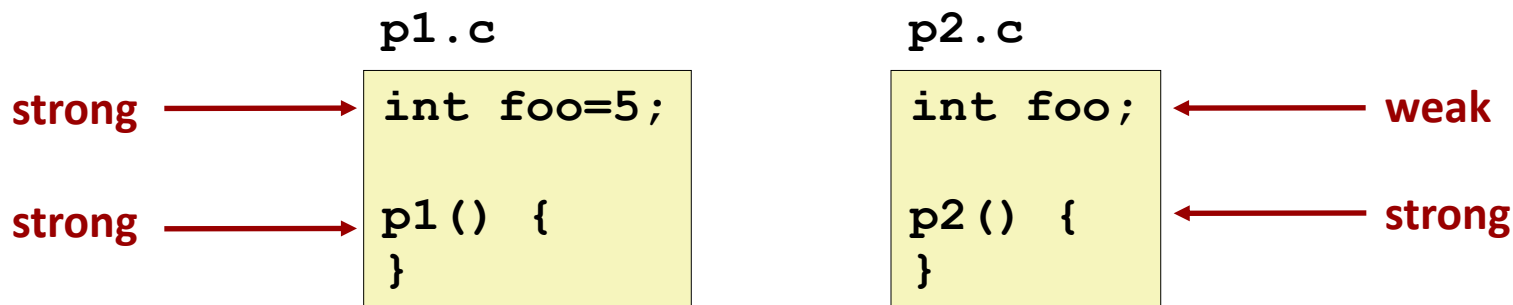 p1.c
p2.c
strong
int foo=5;
int foo;
weak
strong
p1() {
p2() {
strong
}
}